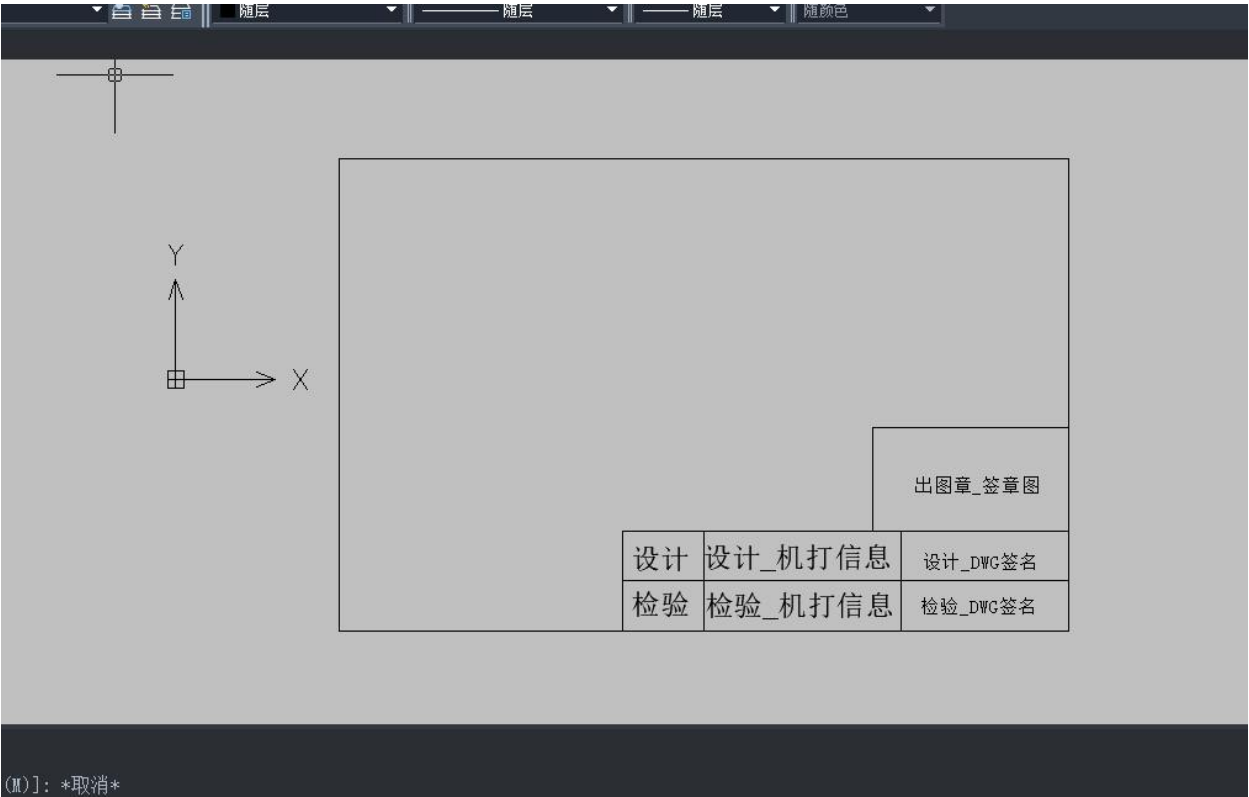 随层 随层 随层 随颜色
Y
X
出图章_签章图
设计 设计_机打信息 设计_DWG签名
检验 检验_机打信息 检验_DWG签名
(M)]: *取消*